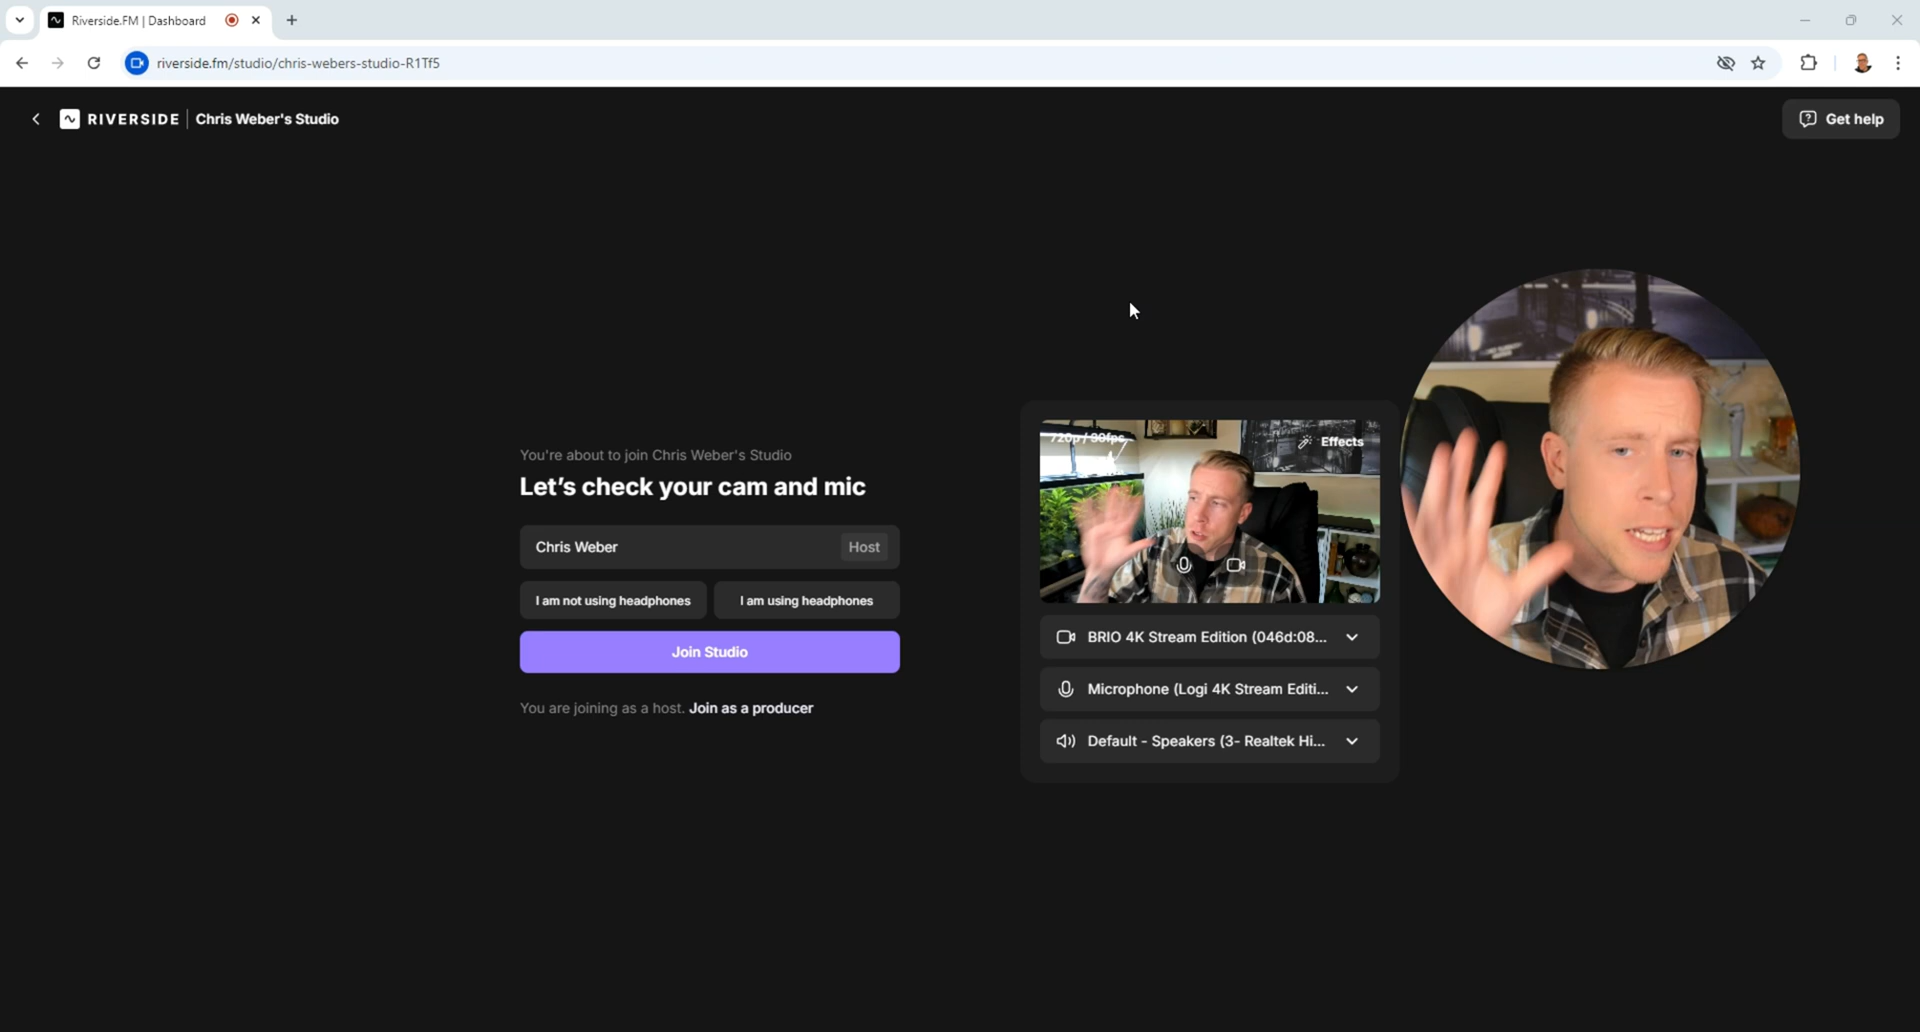 Riverside.FM | Dashboard
riverside.fm/studio/chris-webers-studio-R1Tf5
RIVERSIDE
Chris Weber's Studio
Get help
You're about to join Chris Weber's Studio
Let's check your cam and mic
Chris Weber
Host
I am not using headphones
I am using headphones
Join Studio
You are joining as a host. Join as a producer
720p / 30fps
Effects
BRIO 4K Stream Edition (046d:08...
Microphone (Logi 4K Stream Editi...
Default - Speakers (3- Realtek Hi...